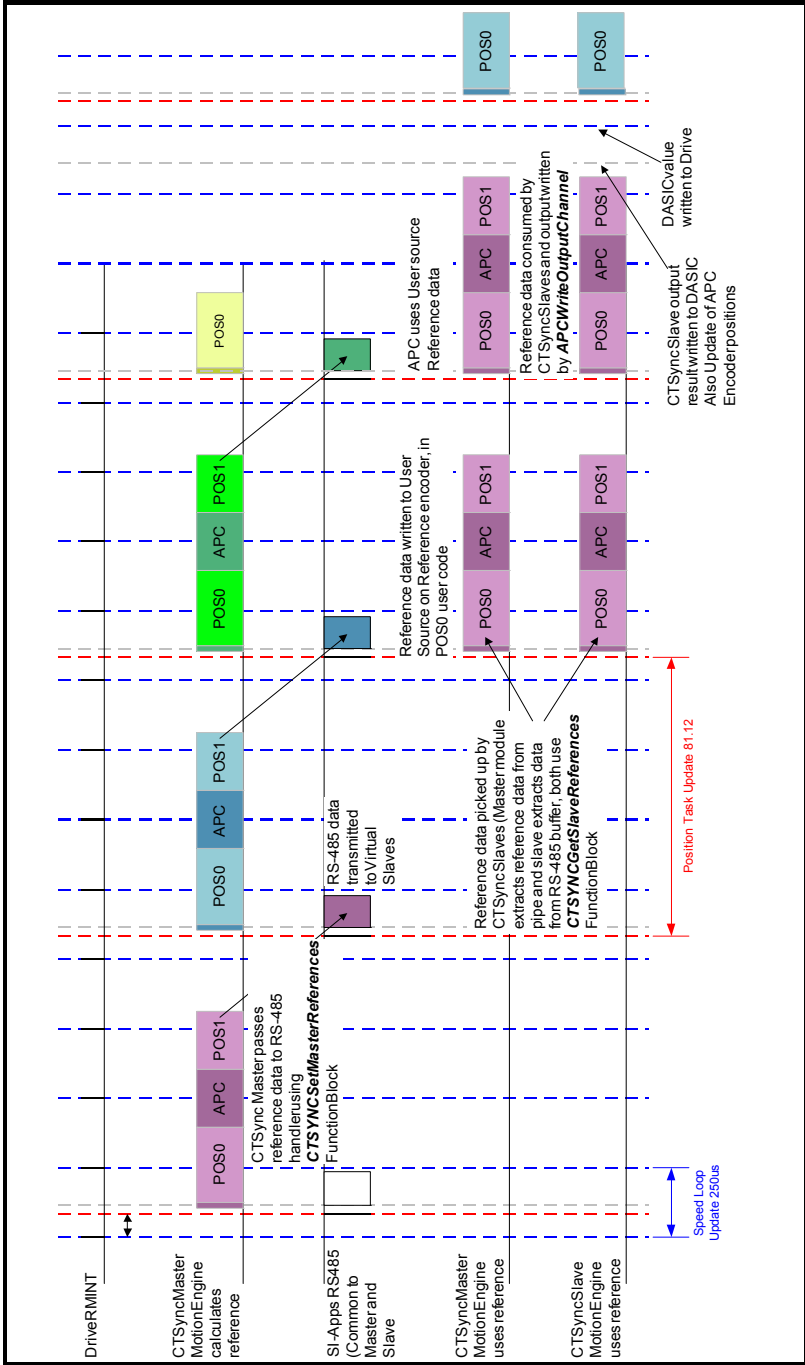 DriveRMINT
CTSyncMaster
MotionEngine
calculates
reference
POS0
APC
POS1
POS0
APC
POS1
POS0
APC
POS1
POS0
CTSync Master passes
reference data to RS-485
handler using
CTSYNCSetMasterReferences
FunctionBlock
SI-Apps RS485
(Common to
Master and
Slave
RS-485 data
transmitted
to Virtual
Slaves
Reference data written to User
Source on Reference encoder, in
POS0 user code
APC uses User source
Reference data
CTSyncMaster
MotionEngine
uses reference
Reference data picked up by
CTSyncSlaves (Master module
extracts reference data from
pipe and slave extracts data
from RS-485 buffer, both use
CTSYNCGetSlaveReferences
FunctionBlock
POS0
APC
POS1
Reference data consumed by
CTSyncSlaves and output written
by APCWriteOutputChannel
POS0
APC
POS1
POS0
CTSyncSlave
MotionEngine
uses reference
POS0
APC
POS1
POS0
APC
POS1
POS0
Speed Loop
Update 250us
Position Task Update 81.12
CTSyncSlave output
result written to DASIC
Also Update of APC
Encoder positions
DASIC value
written to Drive